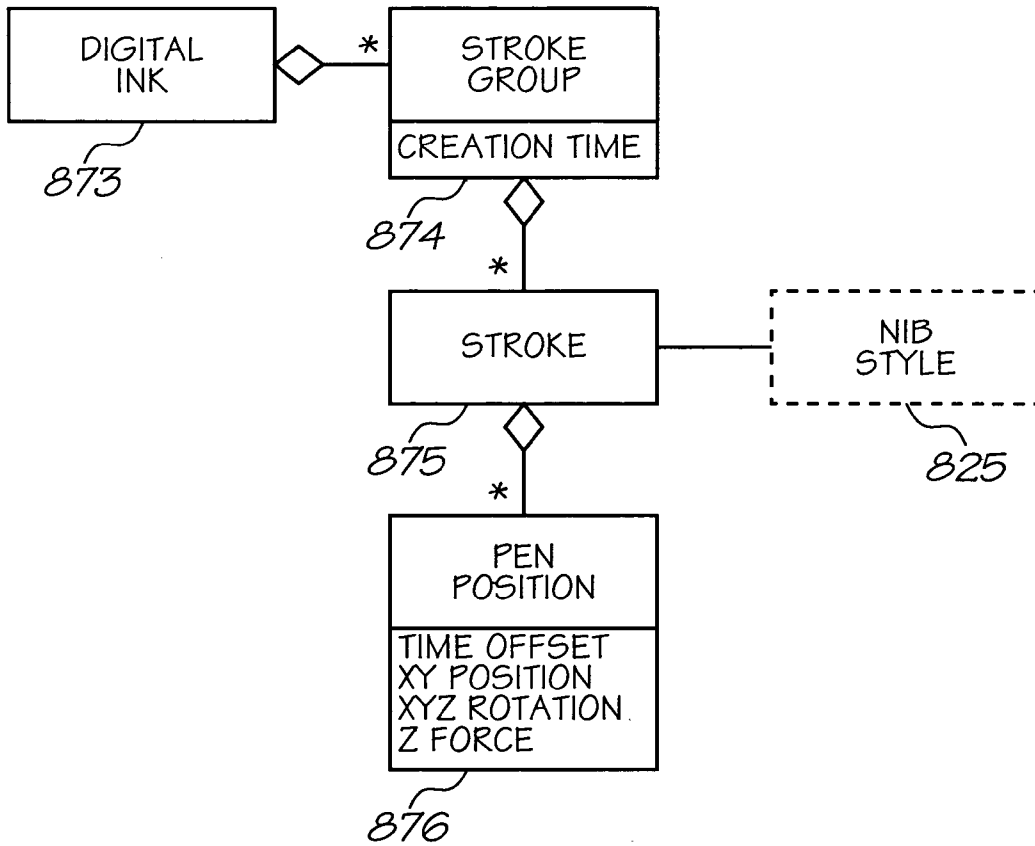 DIGITAL
INK
873
*
STROKE
GROUP
CREATION TIME
874
*
STROKE
875
NIB
STYLE
825
*
PEN
POSITION
TIME OFFSET
XY POSITION
XYZ ROTATION
Z FORCE
876